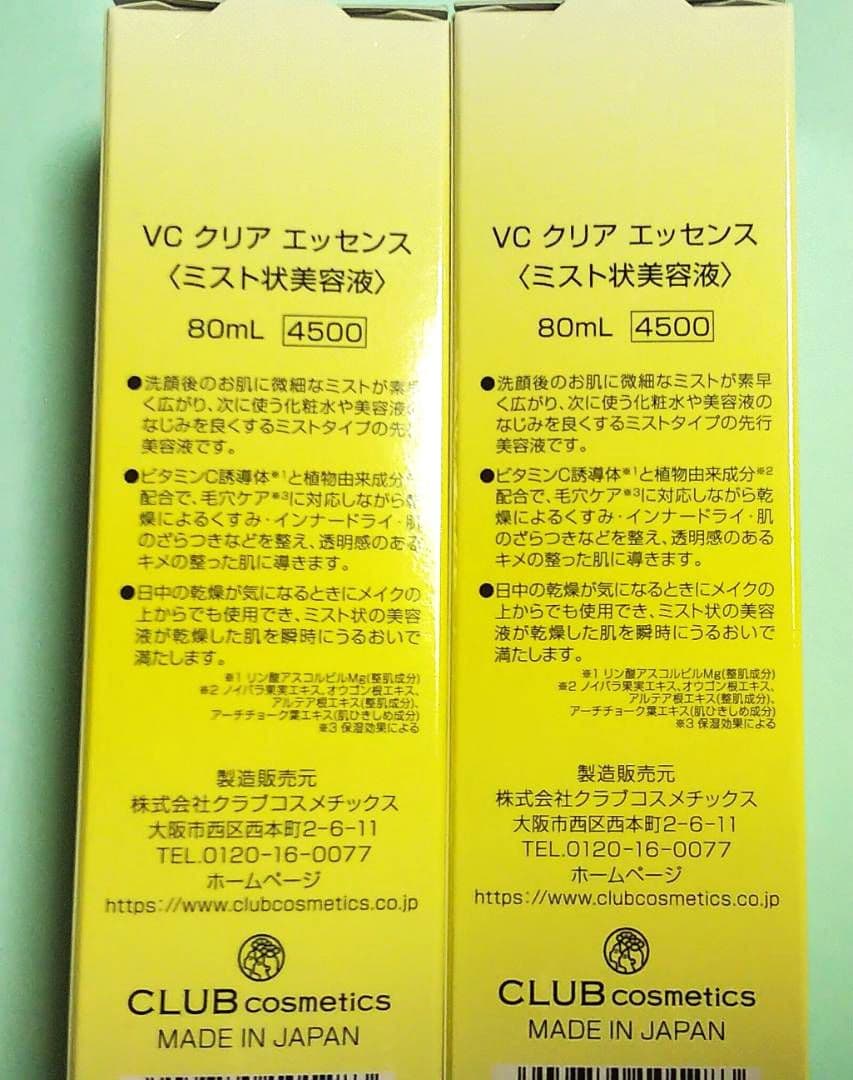 VC クリア エッセンス
〈ミスト状美容液〉
80mL 4500
●洗顔後のお肌に微細なミストが素
く広がり、次に使う化粧水や美容液
なじみを良くするミストタイプの先
美容液です。
●ビタミンC誘導体※1と植物由来成分
配合で、毛穴ケア※3に対応しながら
燥によるくすみ・インナードライ・肌
のざらつきなどを整え、透明感のある
キメの整った肌に導きます。
●日中の乾燥が気になるときにメイクの
上からでも使用でき、ミスト状の美容
液が乾燥した肌を瞬時にうるおいで
満たします。
※1 リン酸アスコルビルMg(整肌成分)
※2 ノイバラ果実エキス、オウゴン根エキス、
アルテア根エキス(整肌成分)、
アーチチョーク葉エキス(肌ひきしめ成分)
※3 保湿効果による
製造販売元
株式会社クラブコスメチックス
大阪市西区西本町2-6-11
TEL.0120-16-0077
ホームページ
https://www.clubcosmetics.co.jp
CLUB cosmetics
MADE IN JAPAN
VC クリア エッセンス
〈ミスト状美容液〉
80mL 4500
●洗顔後のお肌に微細なミストが素早
く広がり、次に使う化粧水や美容液の
なじみを良くするミストタイプの先行
美容液です。
●ビタミンC誘導体※1と植物由来成分※2
配合で、毛穴ケア※3に対応しながら乾
燥によるくすみ・インナードライ・肌
のざらつきなどを整え、透明感のある
キメの整った肌に導きます。
●日中の乾燥が気になるときにメイクの
上からでも使用でき、ミスト状の美容
液が乾燥した肌を瞬時にうるおいで
満たします。
※1 リン酸アスコルビルMg(整肌成分)
※2 ノイバラ果実エキス、オウゴン根エキス、
アルテア根エキス(整肌成分)、
アーチチョーク葉エキス(肌ひきしめ成分)
※3 保湿効果による
製造販売元
株式会社クラブコスメチックス
大阪市西区西本町2-6-11
TEL.0120-16-0077
ホームページ
https://www.clubcosmetics.co.jp
CLUB cosmetics
MADE IN JAPAN